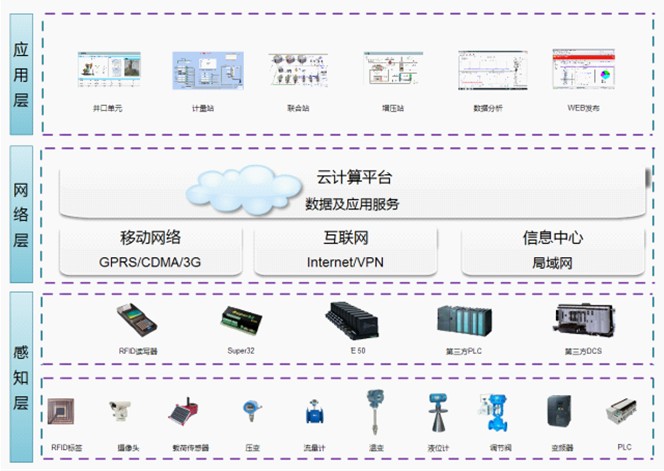 应用层
井口单元
计量站
联合站
增压站
数据分析
WEB发布
网络层
云计算平台
数据及应用服务
移动网络
GPRS/CDMA/3G
互联网
Internet/VPN
信息中心
局域网
感知层
RFID读写器
Super32
E 50
第三方PLC
第三方DCS
RFID标签
摄像头
载荷传感器
压变
流量计
温变
液位计
调节阀
变频器
PLC